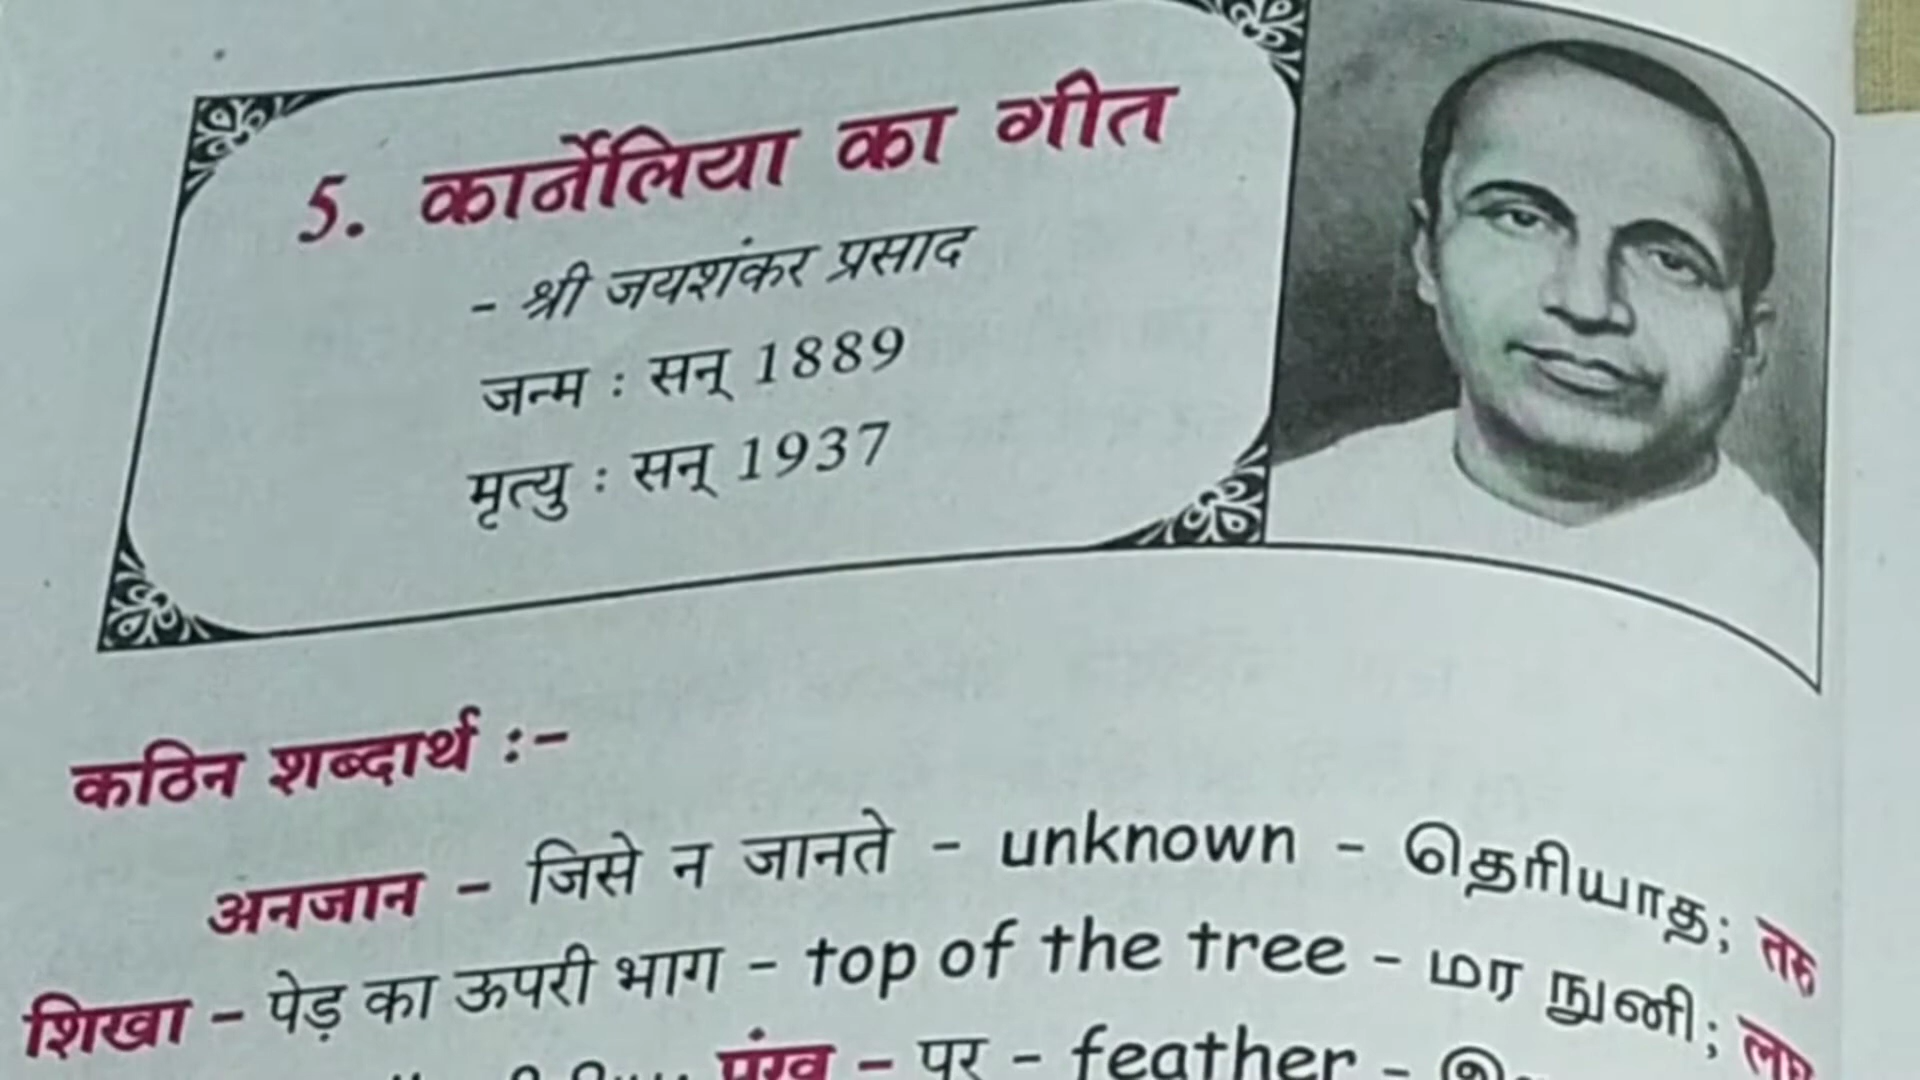 5. कार्नेलिया का गीत
- श्री जयशंकर प्रसाद
जन्म : सन् 1889
मृत्यु : सन् 1937
कठिन शब्दार्थ :-
अनजान - जिसे न जानते - unknown - தெரியாத; तरु
शिखा - पेड़ का ऊपरी भाग - top of the tree - மர நுனி;
पंख - पर - feather -